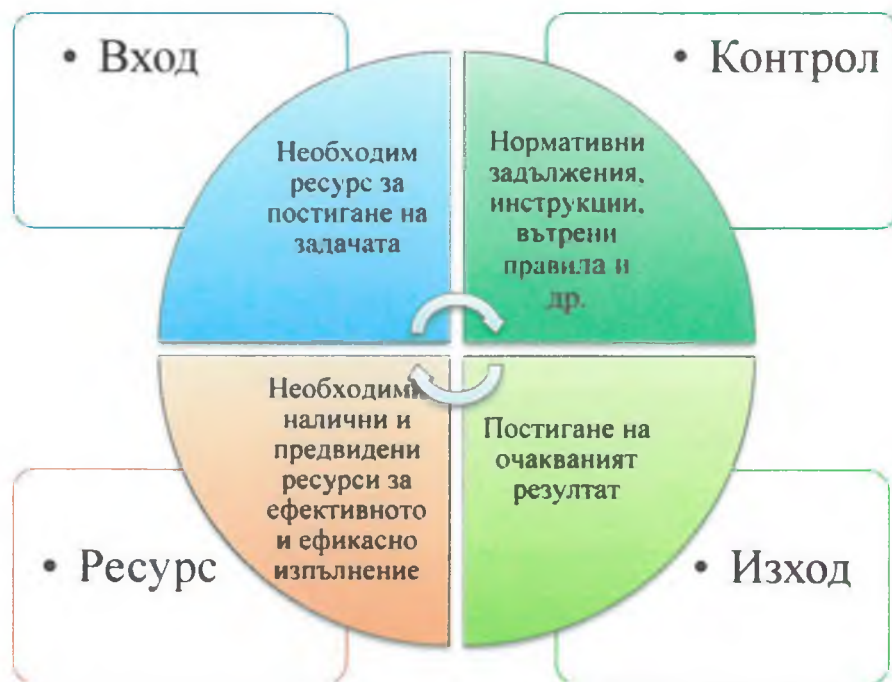 • Вход
Необходим
ресурс за
постигане на
задачата
• Контрол
Нормативни
задължения,
инструкции,
вътрени
правила и
др.
• Ресурс
Необходими
налични и
предвидени
ресурси за
ефективното
и ефикасно
изпълнение
• Изход
Постигане на
очакваният
резултат